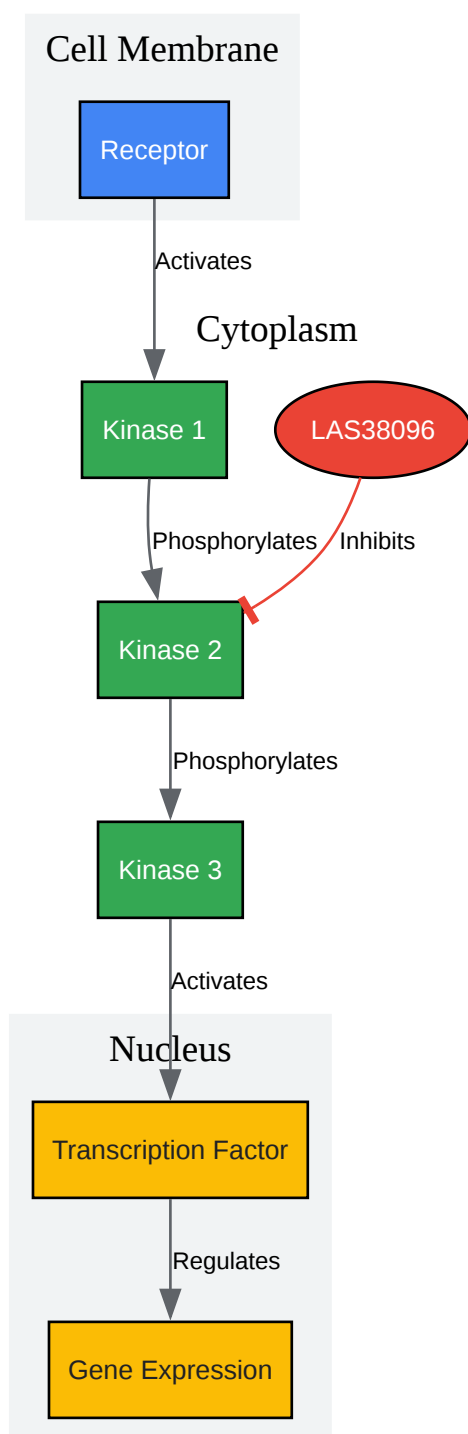 Cell Membrane
Receptor
Activates
Cytoplasm
Kinase 1
LAS38096
Phosphorylates
Inhibits
Kinase 2
Phosphorylates
Kinase 3
Activates
Nucleus
Transcription Factor
Regulates
Gene Expression